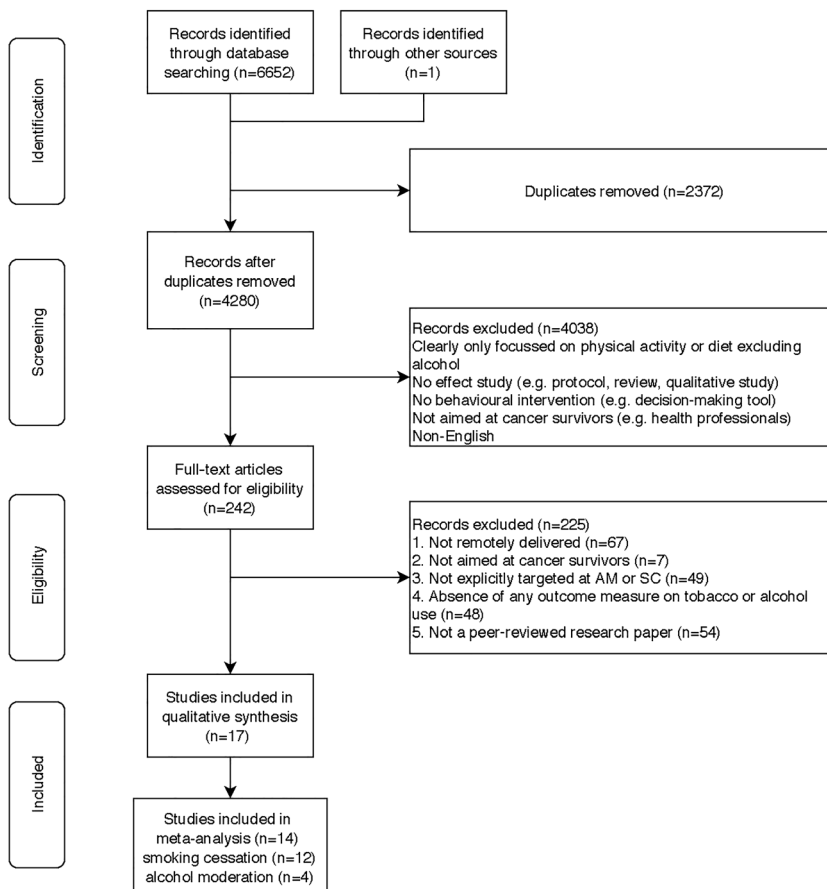 Identification
Records identified
through database
searching (n=6652)
Records identified
through other sources
(n=1)
Duplicates removed (n=2372)
Screening
Records after
duplicates removed
(n=4280)
Records excluded (n=4038)
Clearly only focussed on physical activity or diet excluding
alcohol
No effect study (e.g. protocol, review, qualitative study)
No behavioural intervention (e.g. decision-making tool)
Not aimed at cancer survivors (e.g. health professionals)
Non-English
Eligibility
Full-text articles
assessed for eligibility
(n=242)
Records excluded (n=225)
1. Not remotely delivered (n=67)
2. Not aimed at cancer survivors (n=7)
3. Not explicitly targeted at AM or SC (n=49)
4. Absence of any outcome measure on tobacco or alcohol
use (n=48)
5. Not a peer-reviewed research paper (n=54)
Included
Studies included in
qualitative synthesis
(n=17)
Studies included in
meta-analysis (n=14)
smoking cessation (n=12)
alcohol moderation (n=4)